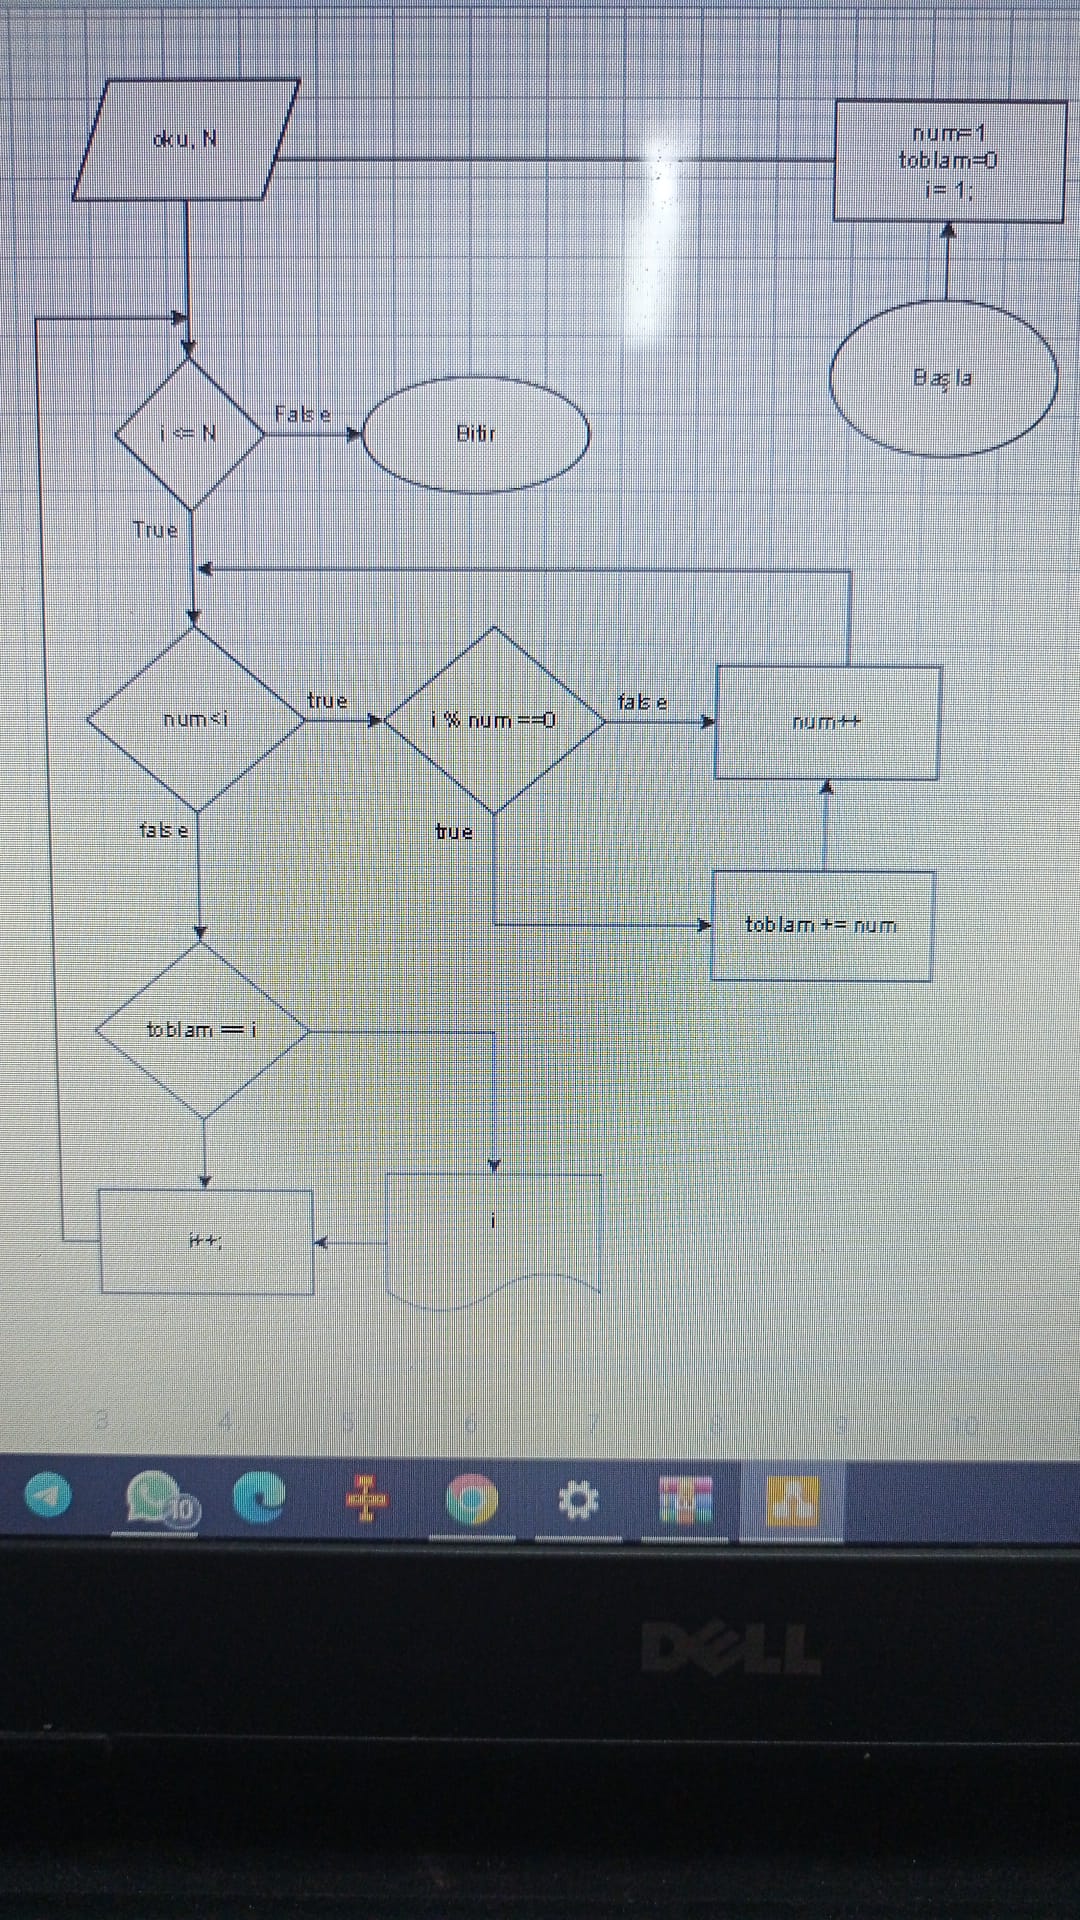 oku, N
num=1
toblam=0
i= 1;
Başla
i <= N
False
Bitir
True
num<i
true
i % num ==0
false
num++
false
true
toblam += num
toblam == i
i++;
i
3 4 5 6 7 8 9 10
10
DELL